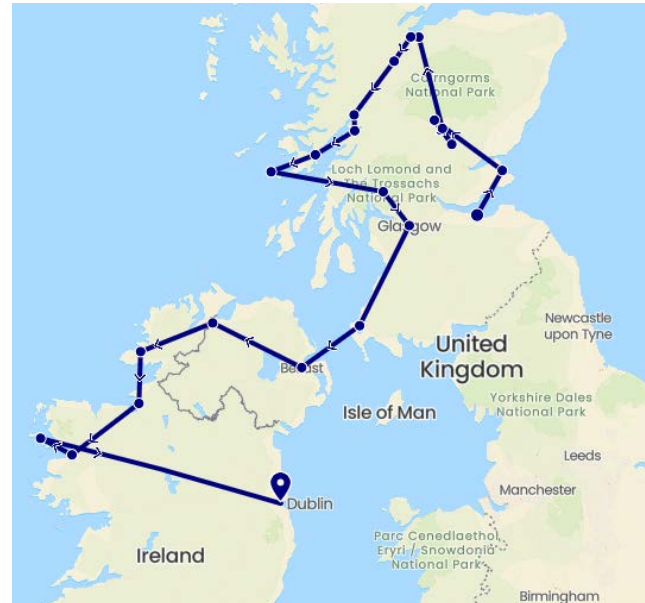 Cairngorms
National Park
Loch Lomond and
The Trossachs
National Park
Glasgow
Newcastle
upon Tyne
United
Kingdom
Belfast
Isle of Man
Yorkshire Dales
National Park
Leeds
Manchester
Dublin
Parc Cenedlaethol
Eryri / Snowdonia
National Park
Ireland
Birmingham